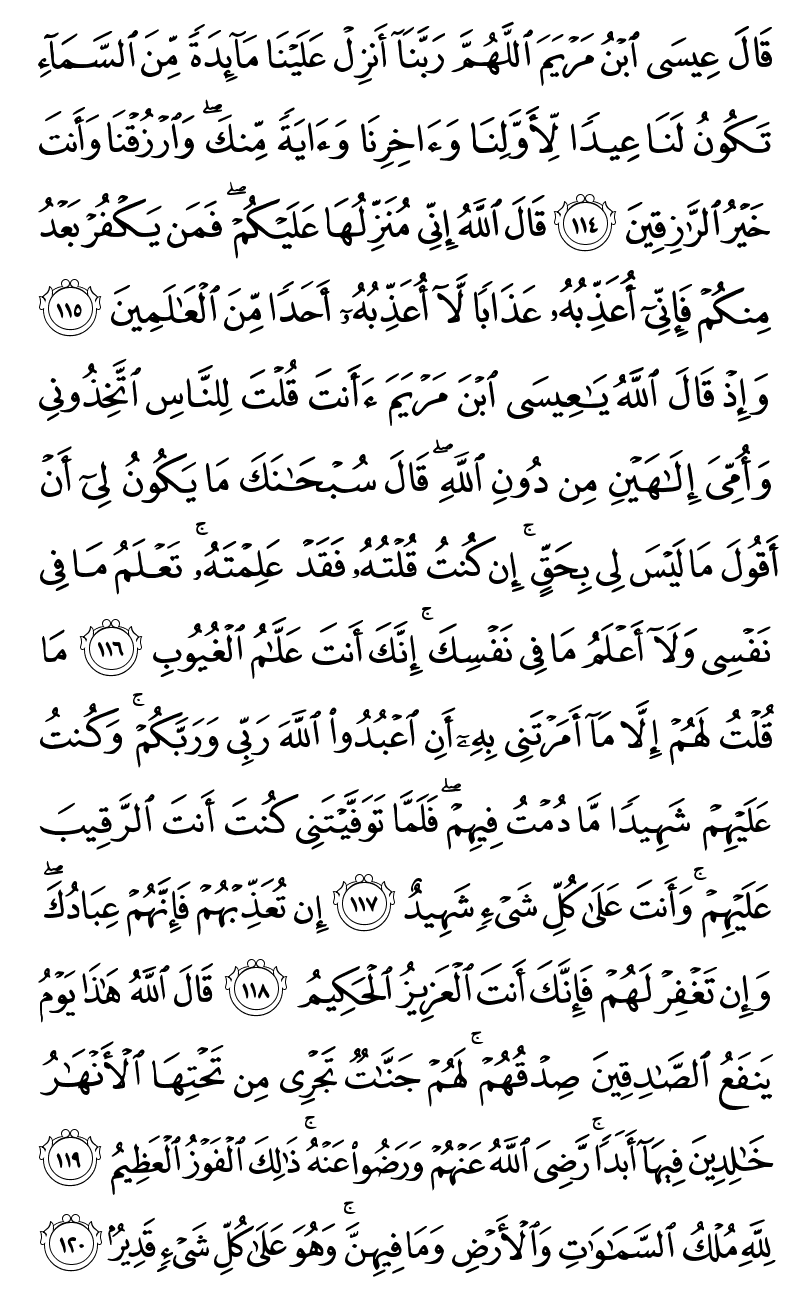 قَالَ عِيسَى ٱبْنُ مَرْيَمَ ٱللَّهُمَّ رَبَّنَآ أَنزِلْ عَلَيْنَا مَآئِدَةً مِّنَ ٱلسَّمَآءِ
تَكُونُ لَنَا عِيدًا لِّأَوَّلِنَا وَءَاخِرِنَا وَءَايَةً مِّنكَ ۖ وَٱرْزُقْنَا وَأَنتَ
خَيْرُ ٱلرَّٰزِقِينَ ١١٤ قَالَ ٱللَّهُ إِنِّي مُنَزِّلُهَا عَلَيْكُمْ ۖ فَمَن يَكْفُرْ بَعْدُ
مِنكُمْ فَإِنِّيٓ أُعَذِّبُهُۥ عَذَابًا لَّآ أُعَذِّبُهُۥٓ أَحَدًا مِّنَ ٱلْعَٰلَمِينَ ١١٥
وَإِذْ قَالَ ٱللَّهُ يَٰعِيسَى ٱبْنَ مَرْيَمَ ءَأَنتَ قُلْتَ لِلنَّاسِ ٱتَّخِذُونِي
وَأُمِّيَ إِلَٰهَيْنِ مِن دُونِ ٱللَّهِ ۖ قَالَ سُبْحَٰنَكَ مَا يَكُونُ لِيٓ أَنْ
أَقُولَ مَا لَيْسَ لِي بِحَقٍّ ۚ إِن كُنتُ قُلْتُهُۥ فَقَدْ عَلِمْتَهُۥ ۚ تَعْلَمُ مَا فِي
نَفْسِي وَلَآ أَعْلَمُ مَا فِي نَفْسِكَ ۚ إِنَّكَ أَنتَ عَلَّٰمُ ٱلْغُيُوبِ ١١٦ مَا
قُلْتُ لَهُمْ إِلَّا مَآ أَمَرْتَنِي بِهِۦٓ أَنِ ٱعْبُدُوا۟ ٱللَّهَ رَبِّي وَرَبَّكُمْ ۚ وَكُنتُ
عَلَيْهِمْ شَهِيدًا مَّا دُمْتُ فِيهِمْ ۖ فَلَمَّا تَوَفَّيْتَنِي كُنتَ أَنتَ ٱلرَّقِيبَ
عَلَيْهِمْ ۚ وَأَنتَ عَلَىٰ كُلِّ شَيْءٍ شَهِيدٌ ١١٧ إِن تُعَذِّبْهُمْ فَإِنَّهُمْ عِبَادُكَ ۖ
وَإِن تَغْفِرْ لَهُمْ فَإِنَّكَ أَنتَ ٱلْعَزِيزُ ٱلْحَكِيمُ ١١٨ قَالَ ٱللَّهُ هَٰذَا يَوْمُ
يَنفَعُ ٱلصَّٰدِقِينَ صِدْقُهُمْ ۚ لَهُمْ جَنَّٰتٌ تَجْرِي مِن تَحْتِهَا ٱلْأَنْهَٰرُ
خَٰلِدِينَ فِيهَآ أَبَدًا ۚ رَّضِيَ ٱللَّهُ عَنْهُمْ وَرَضُوا۟ عَنْهُ ۚ ذَٰلِكَ ٱلْفَوْزُ ٱلْعَظِيمُ ١١٩
لِلَّهِ مُلْكُ ٱلسَّمَٰوَٰتِ وَٱلْأَرْضِ وَمَا فِيهِنَّ ۚ وَهُوَ عَلَىٰ كُلِّ شَيْءٍ قَدِيرٌۢ ١٢٠